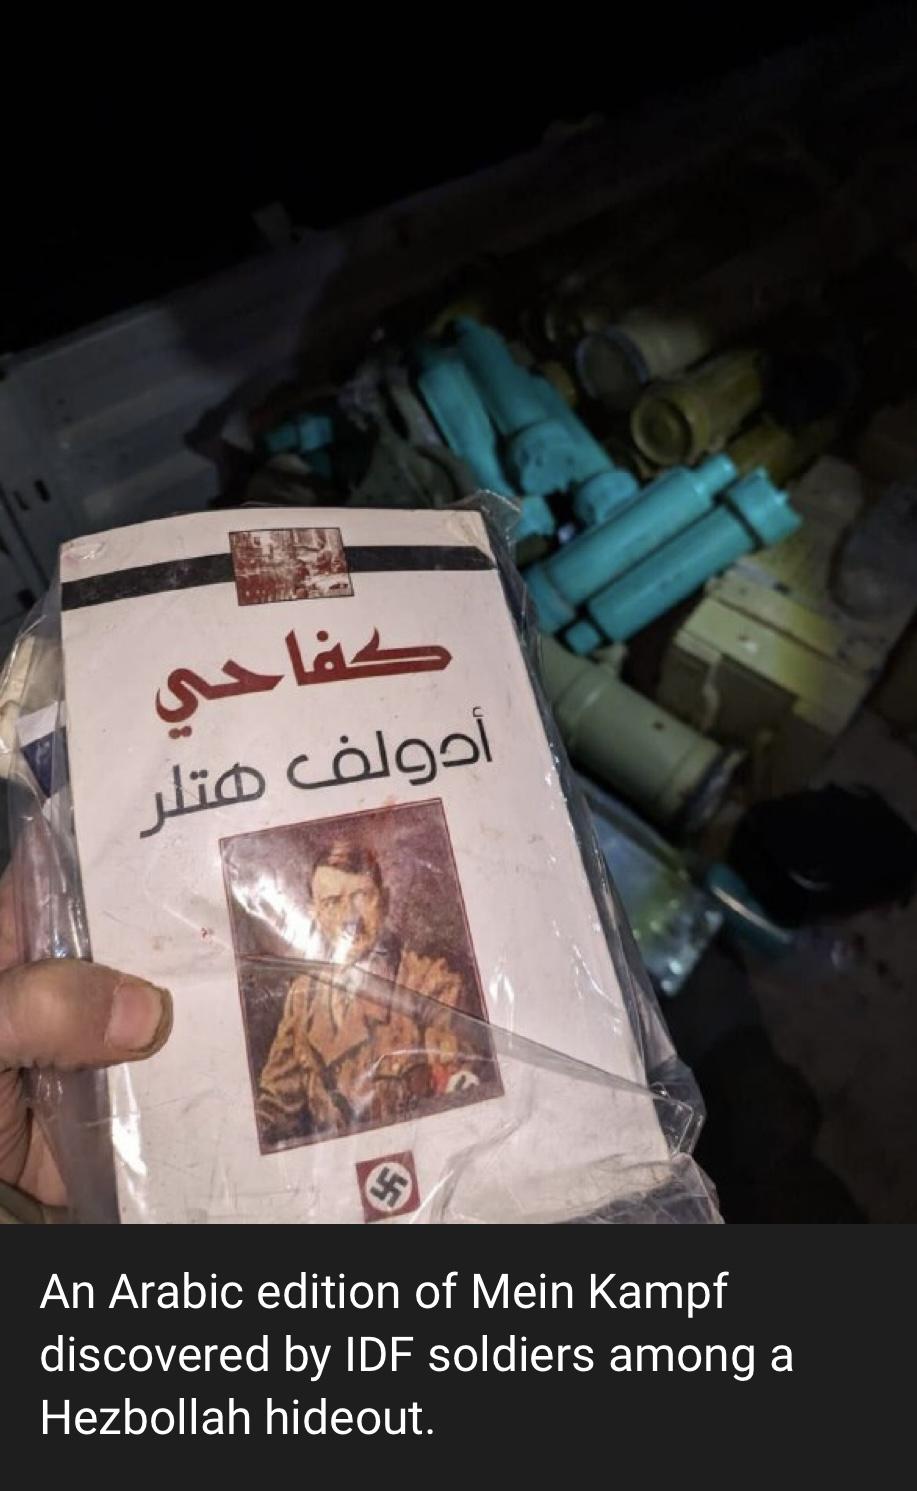 كفاحي
أدولف هتلر
An Arabic edition of Mein Kampf
discovered by IDF soldiers among a
Hezbollah hideout.